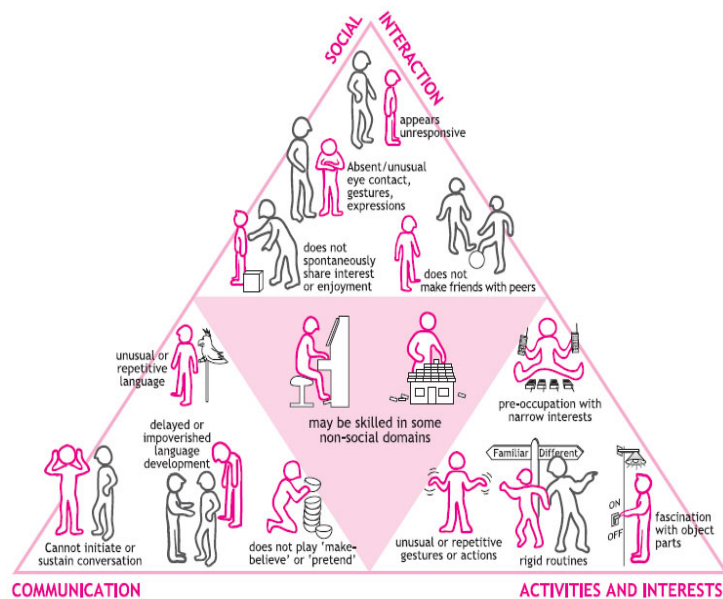 SOCIAL
INTERACTION
appears
unresponsive
Absent/unusual
eye contact,
gestures,
expressions
does not
spontaneously
share interest
or enjoyment
does not
make friends with peers
unusual or
repetitive
language
may be skilled in some
non-social domains
pre-occupation with
narrow interests
delayed or
impoverished
language
development
Cannot initiate or
sustain conversation
does not play 'make-
believe' or 'pretend'
unusual or repetitive
gestures or actions
Familiar
Different
rigid routines
ON
OFF
fascination
with object
parts
COMMUNICATION
ACTIVITIES AND INTERESTS